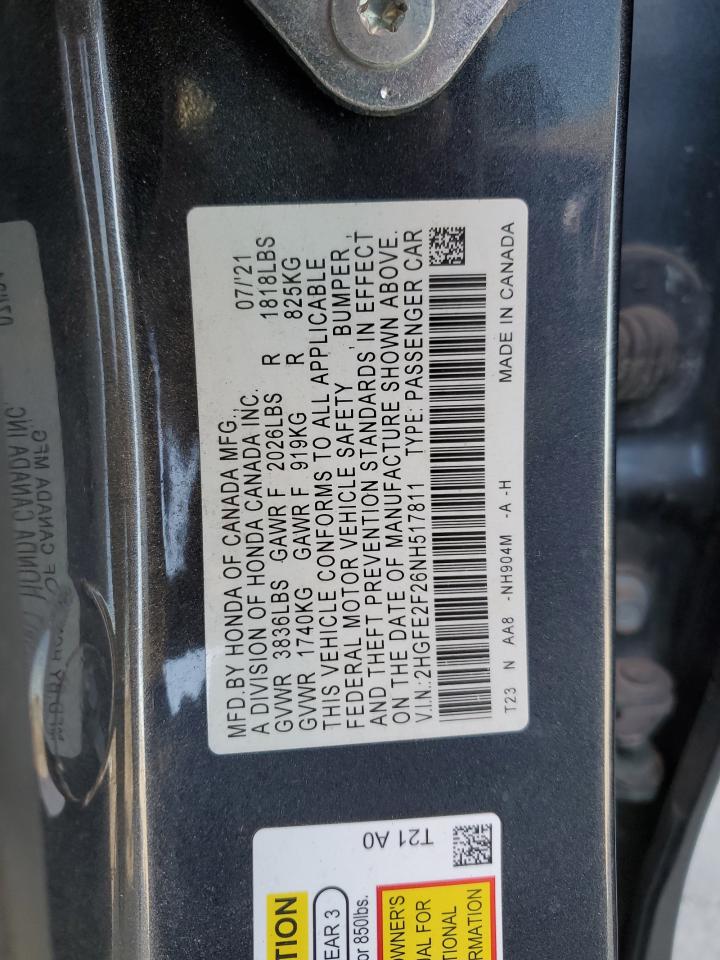 MFD.BY HONDA OF CANADA MFG., 07/'21
A DIVISION OF HONDA CANADA INC.
GVWR 3836LBS GAWR F 2026LBS R 1818LBS
GVWR 1740KG GAWR F 919KG R 825KG
THIS VEHICLE CONFORMS TO ALL APPLICABLE
FEDERAL MOTOR VEHICLE SAFETY , BUMPER ,
AND THEFT PREVENTION STANDARDS IN EFFECT
ON THE DATE OF MANUFACTURE SHOWN ABOVE.
V.I.N.:2HGFE2F26NH517811 TYPE: PASSENGER CAR
T23 N AA8 -NH904M -A -H MADE IN CANADA
T21 A0
TION
EAR 3
or 850lbs.
OWNER'S
AL FOR
TIONAL
RMATION